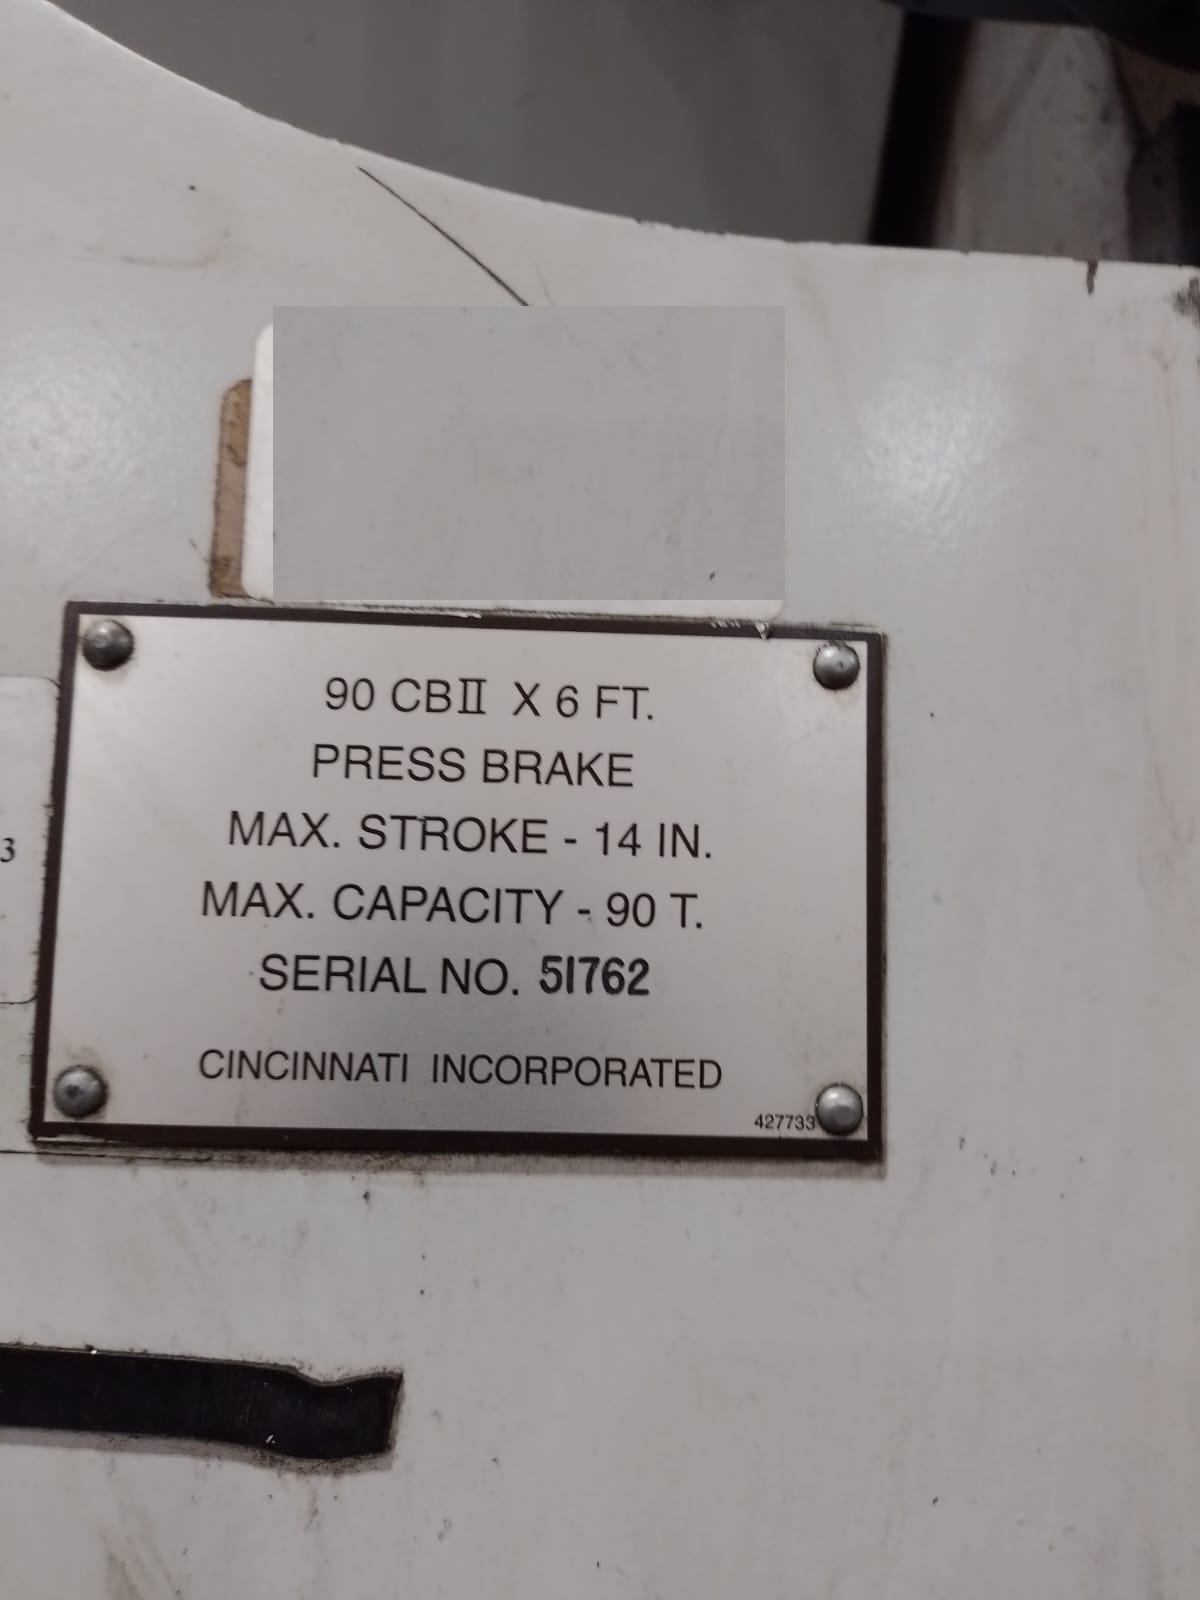 90 CBII X 6 FT.
PRESS BRAKE
MAX. STROKE - 14 IN.
MAX. CAPACITY - 90 T.
SERIAL NO. 51762
CINCINNATI INCORPORATED
427733
3